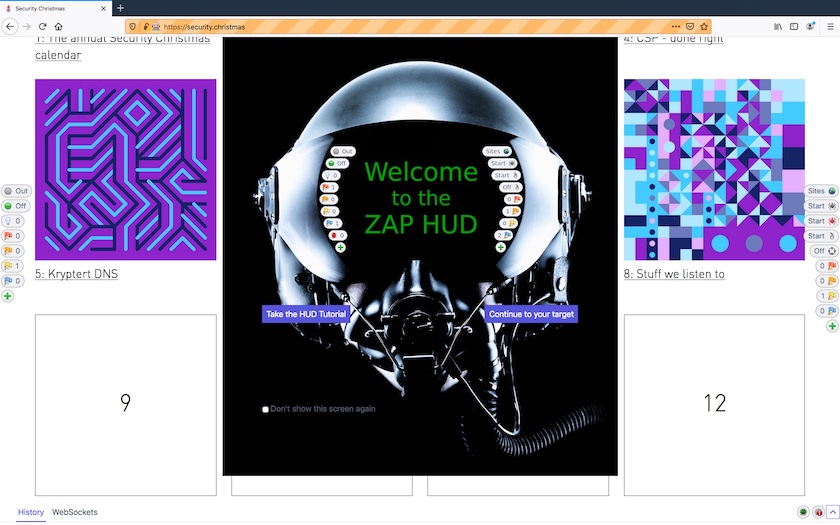 Security Christmas
https://security.christmas
1: The annual Security Christmas
calendar
4: CSP - done right
Out
Off
0
1
0
0
1
0
Sites
Start
Start
Off
0
1
0
2
Welcome
to the
ZAP HUD
Out
Off
0
0
0
1
0
Sites
Start
Start
Start
Off
0
0
1
0
5: Kryptert DNS
8: Stuff we listen to
Take the HUD Tutorial
Continue to your target
Don't show this screen again
9
12
History
WebSockets